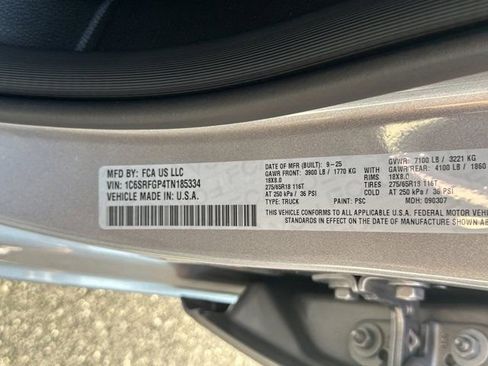 MFD BY: FCA US LLC
VIN: 1C6SRFGP4TN185334
VEHICLE MADE IN: U.S.A.
DATE OF MFR (BUILT): 9-25
GAWR FRONT: 3900 LB / 1770 KG
18X8.0
275/65R18 116T
AT 250 kPa / 36 PSI
TYPE: TRUCK PAINT: PSC
GVWR: 7100 LB / 3221 KG
GAWR REAR: 4100 LB / 1860
RIMS 18X8.0
TIRES 275/65R18 116T
COLD AT 250 kPa / 36 PSI
MDH: 090307
THIS VEHICLE CONFORMS TO ALL APPLICABLE U.S.A. FEDERAL MOTOR VEHIC
STANDARDS IN EFFECT ON THE DATE OF MANUFACTURE SHOWN AB